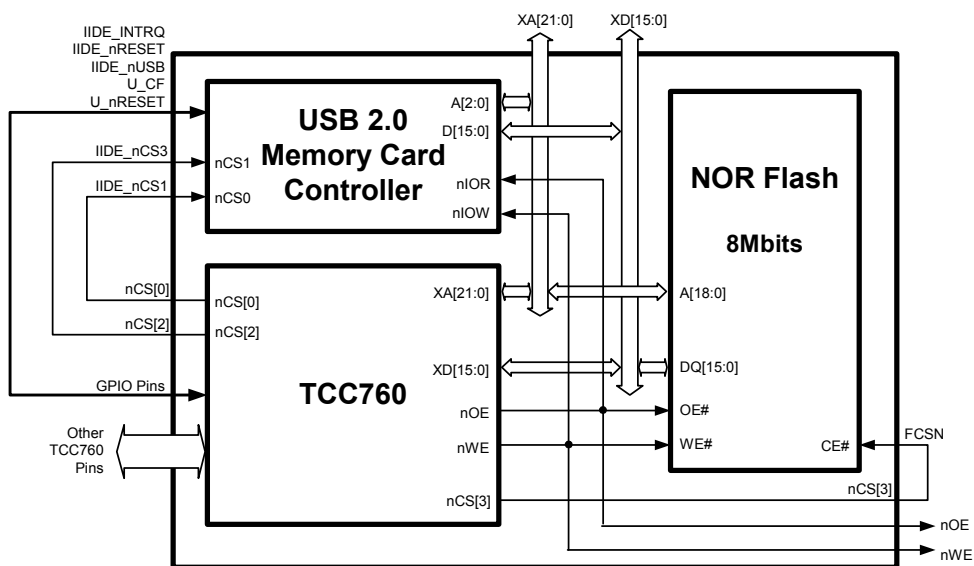 XA[21:0]
XD[15:0]
IIDE_INTRQ
IIDE_nRESET
IIDE_nUSB
U_CF
U_nRESET
IIDE_nCS3
IIDE_nCS1
nCS[0]
nCS[2]
GPIO Pins
Other
TCC760
Pins
USB 2.0
Memory Card
Controller
nCS1
nCS0
A[2:0]
D[15:0]
nIOR
nIOW
TCC760
nCS[0]
nCS[2]
XA[21:0]
XD[15:0]
nOE
nWE
nCS[3]
NOR Flash
8Mbits
A[18:0]
DQ[15:0]
OE#
WE#
CE#
FCSN
nCS[3]
nOE
nWE